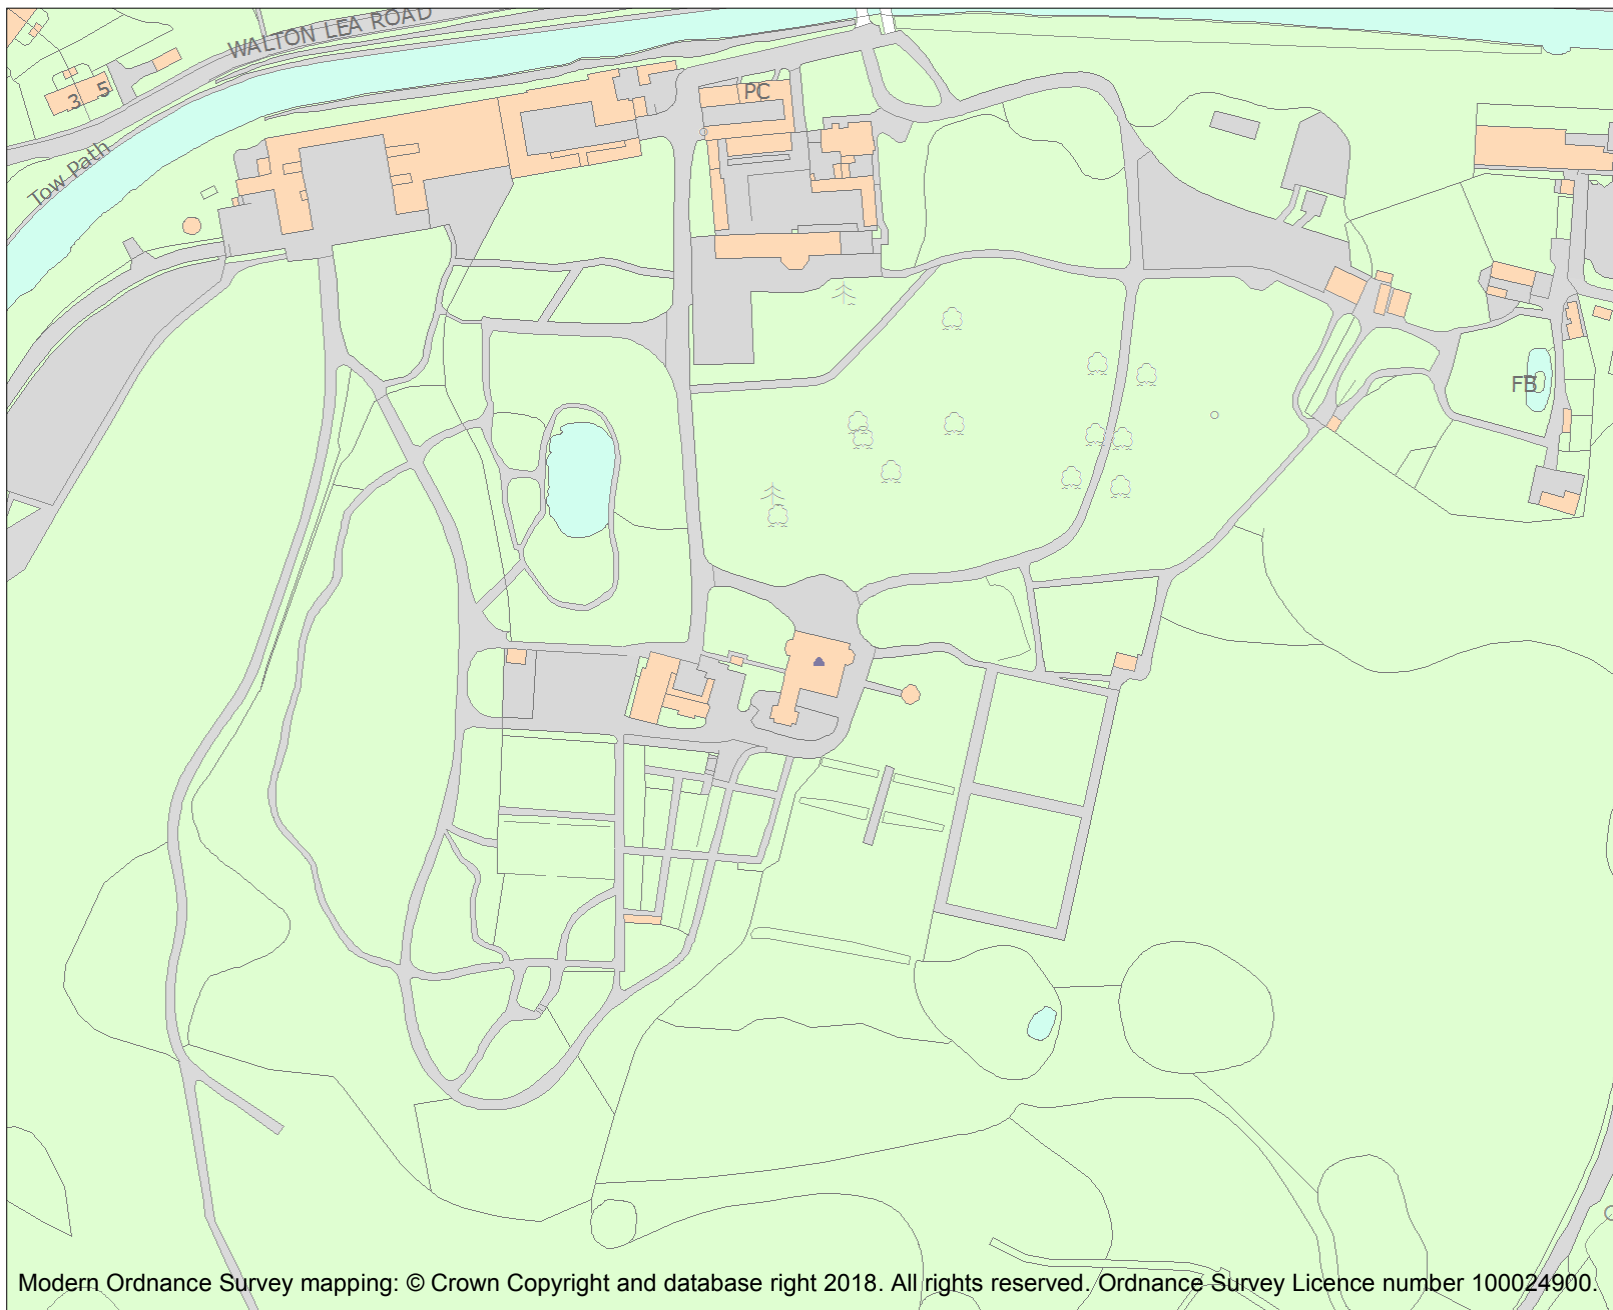 WALTON LEA ROAD
3 5
PC
Tow Path
FB
Modern Ordnance Survey mapping: © Crown Copyright and database right 2018. All rights reserved. Ordnance Survey Licence number 100024900.